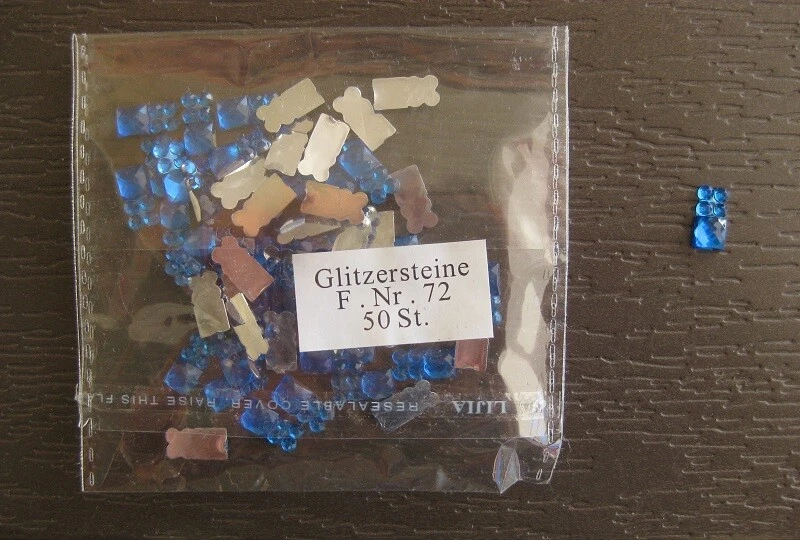 Glitzersteine
F . Nr . 72
50 St.
RESEALABLE COVER, RAISE THIS FL